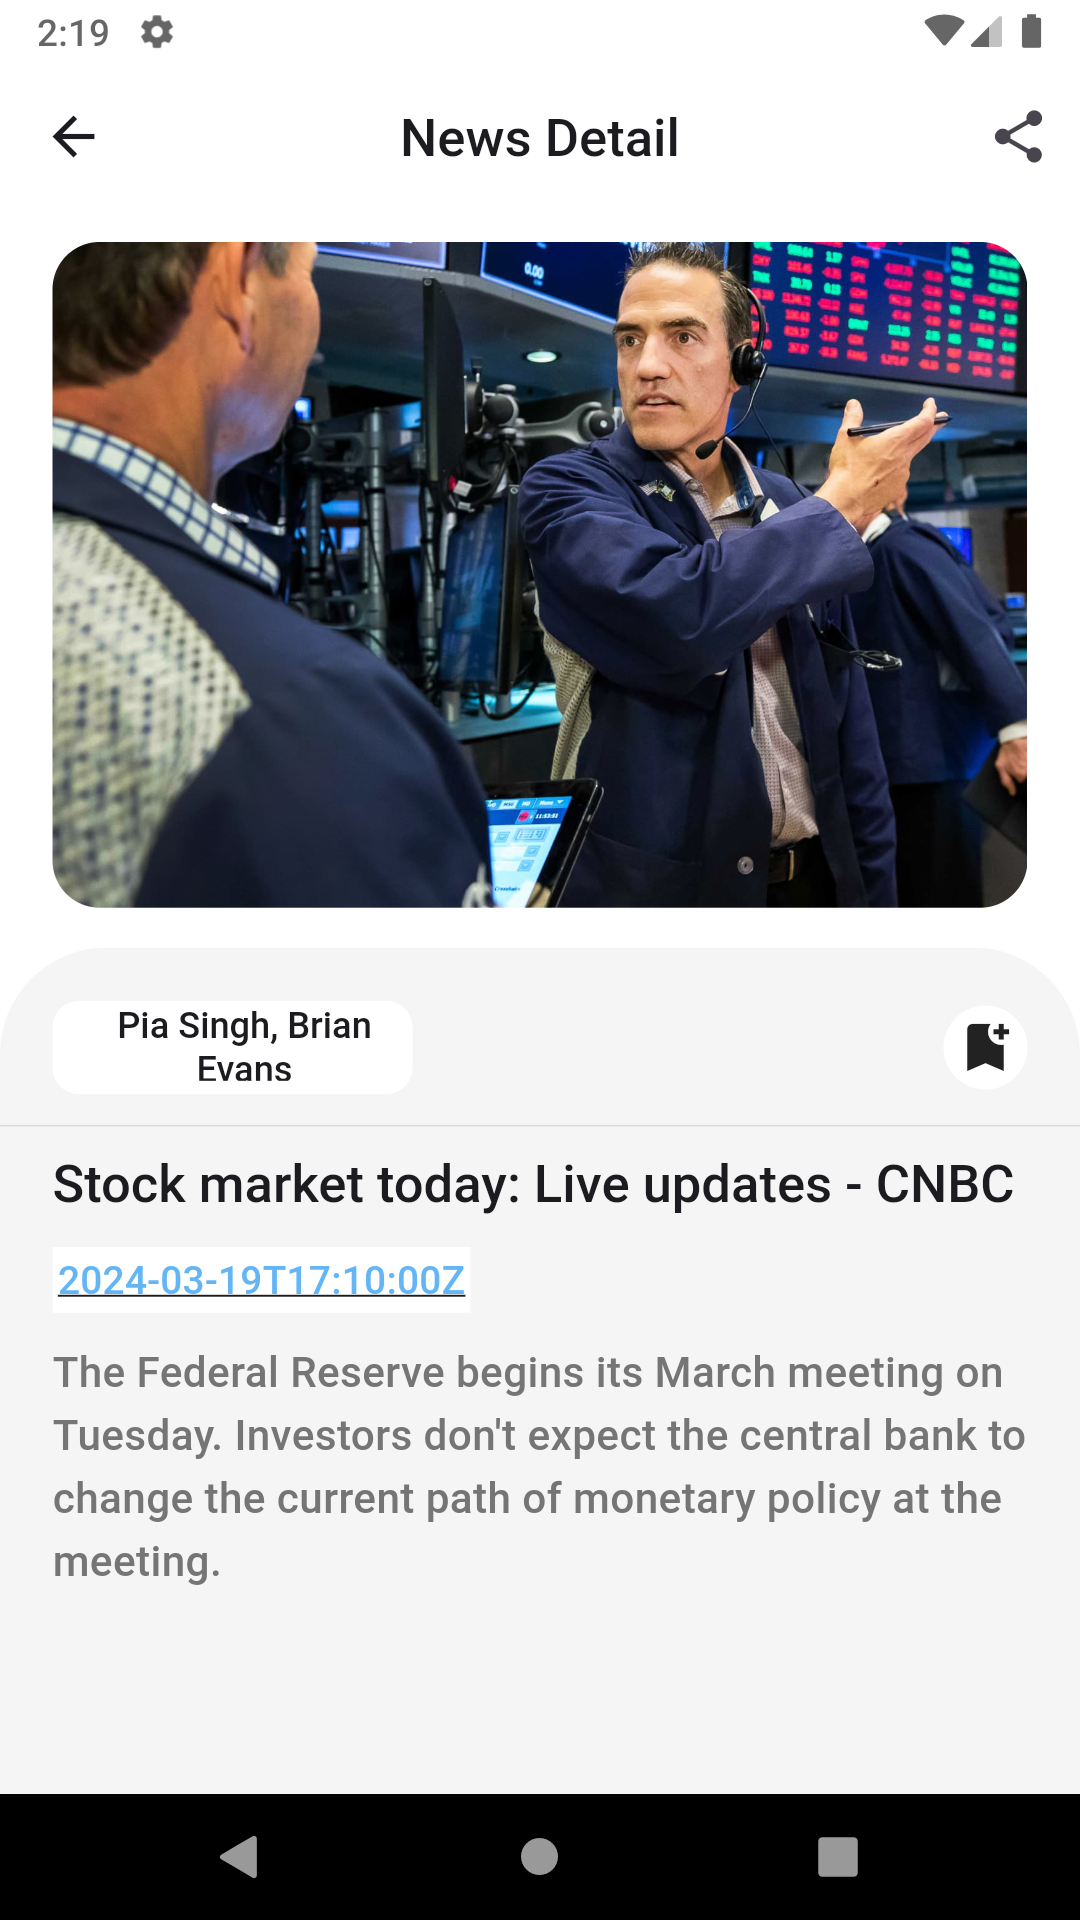 2:19
News Detail
0.00
Pia Singh, Brian
Evans
Stock market today: Live updates - CNBC
2024-03-19T17:10:00Z
The Federal Reserve begins its March meeting on
Tuesday. Investors don't expect the central bank to
change the current path of monetary policy at the
meeting.